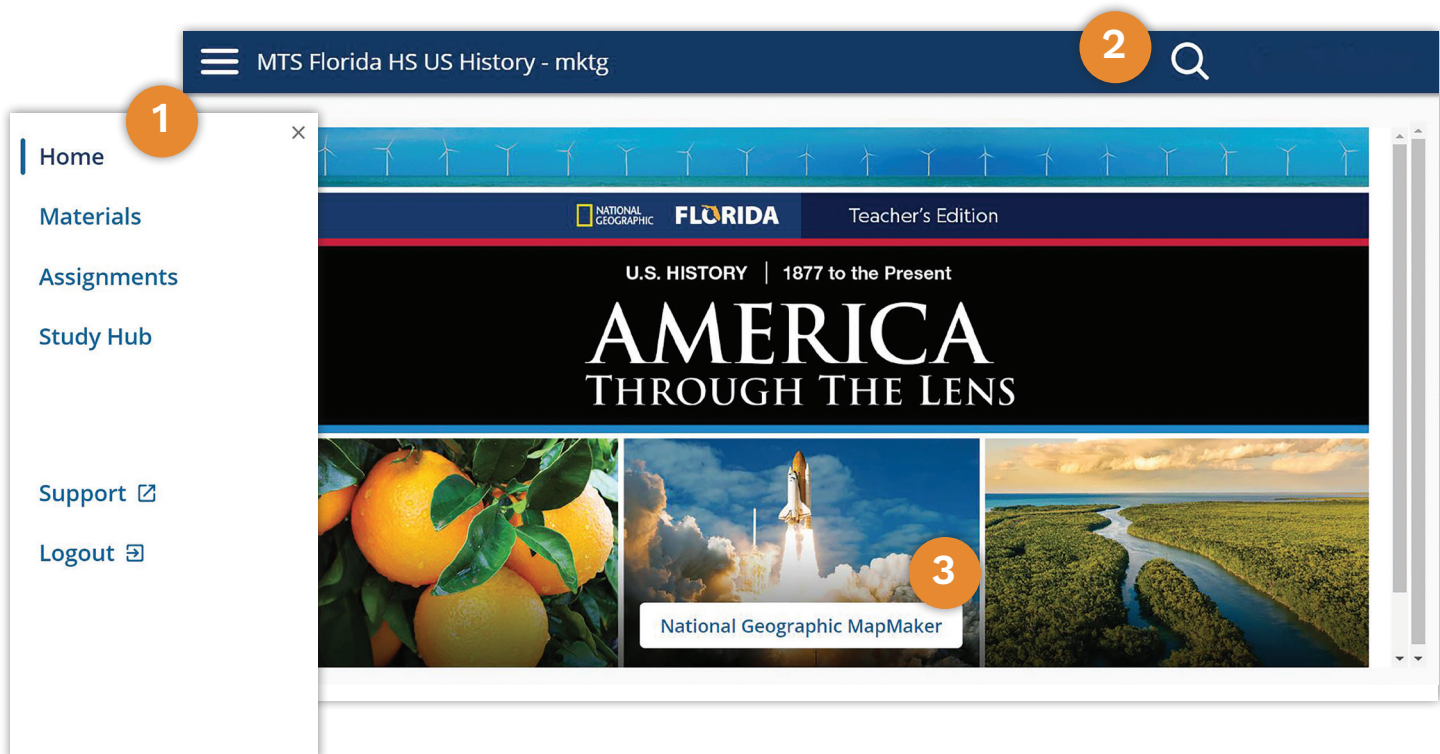 2
MTS Florida HS US History - mktg
1
Home
Materials
Assignments
Study Hub
Support
Logout
NATIONAL
GEOGRAPHIC
FLORIDA
Teacher's Edition
U.S. HISTORY | 1877 to the Present
AMERICA
THROUGH THE LENS
3
National Geographic MapMaker